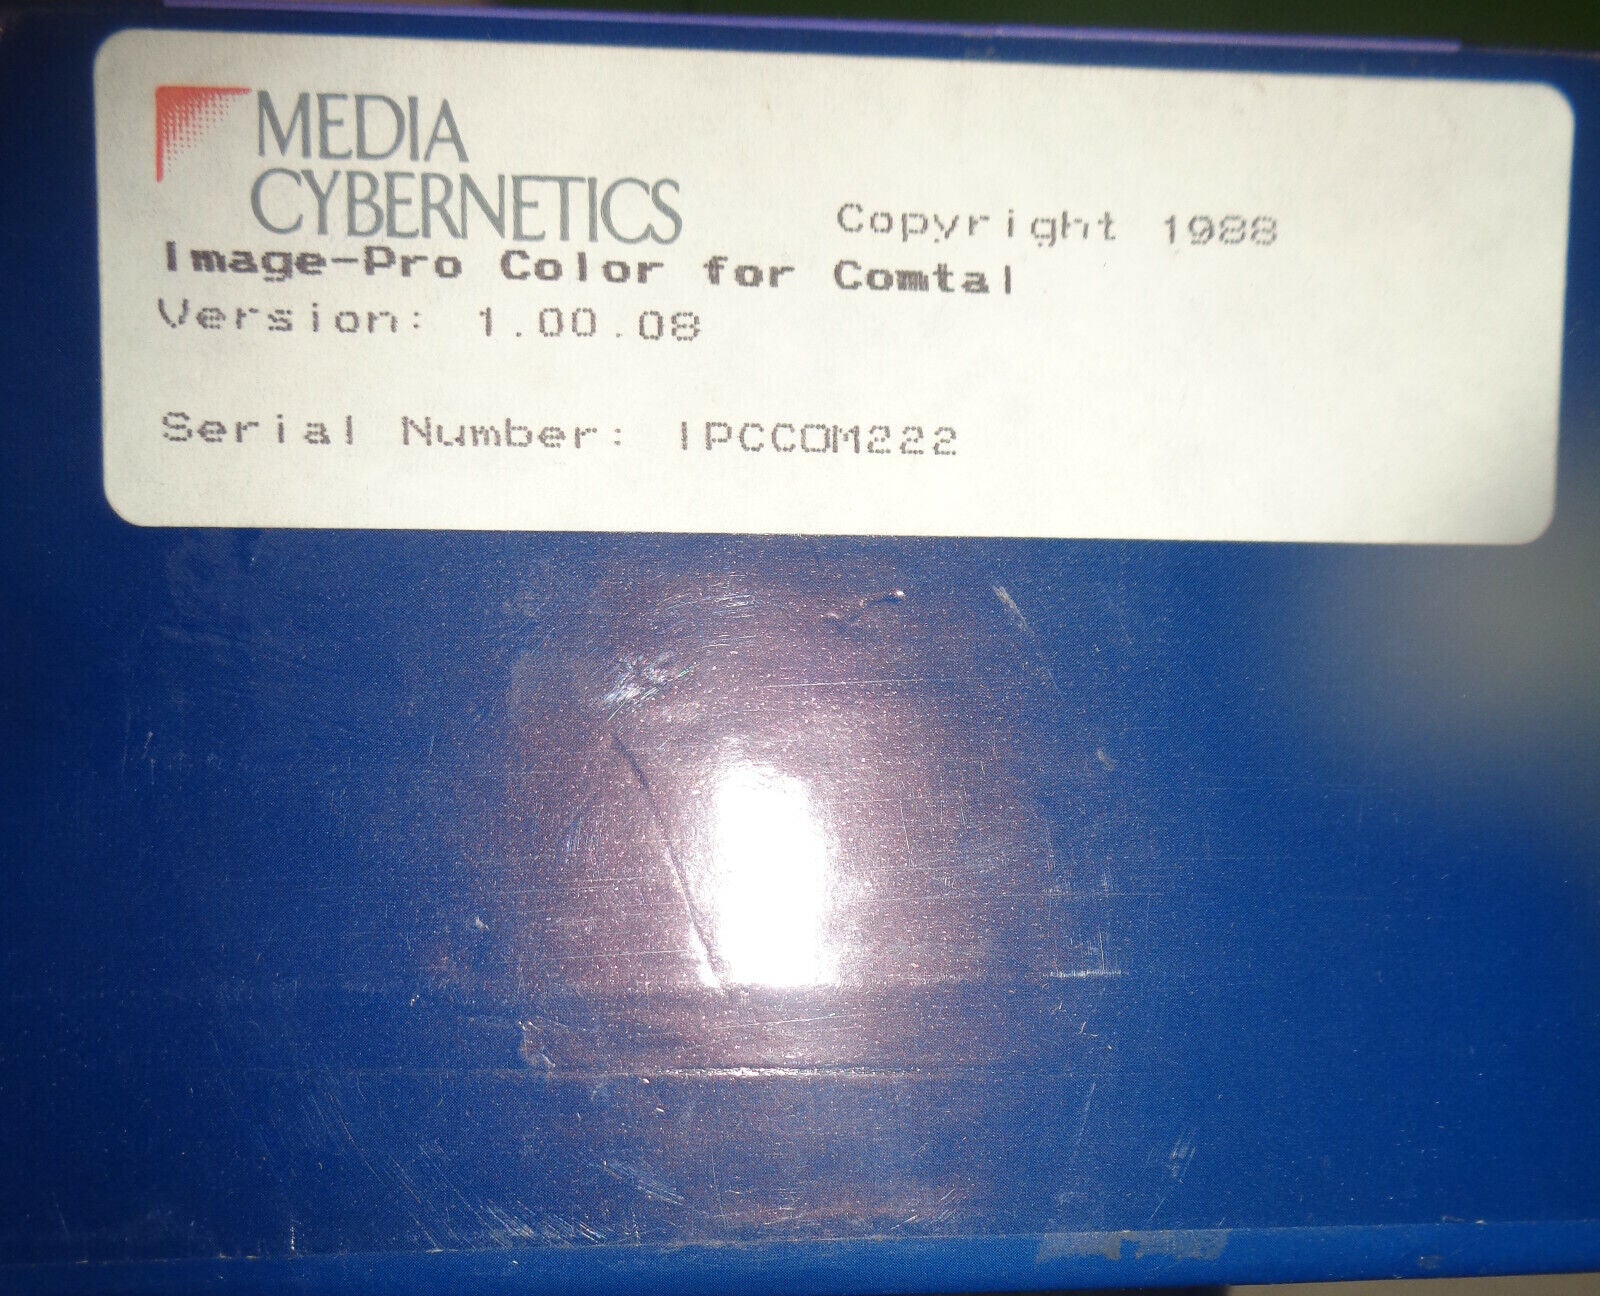 MEDIA
CYBERNETICS
Copyright 1988
Image-Pro Color for Comtal
Version: 1.00.08
Serial Number: IPCCOM222